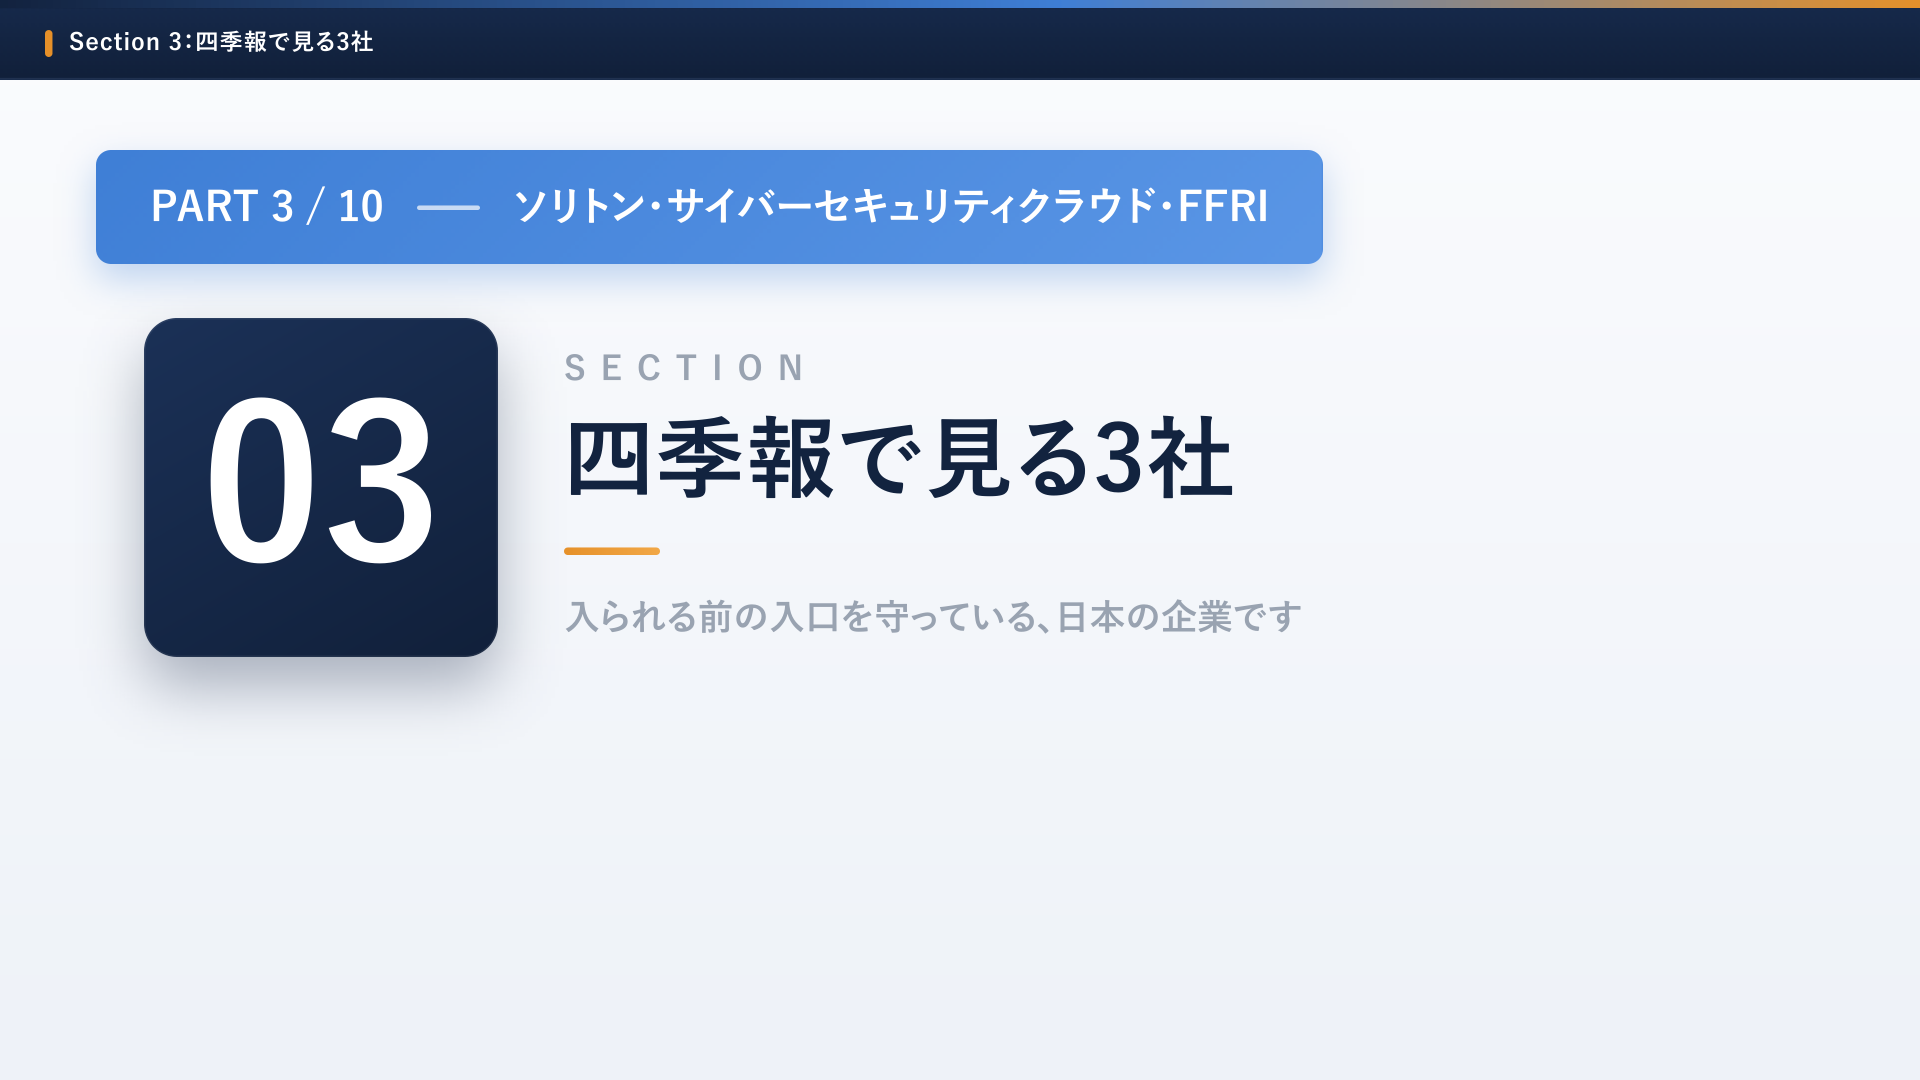 Section 3：四季報で見る3社
PART 3 / 10 — ソリトン・サイバーセキュリティクラウド・FFRI
03
SECTION
四季報で見る3社
入られる前の入口を守っている、日本の企業です